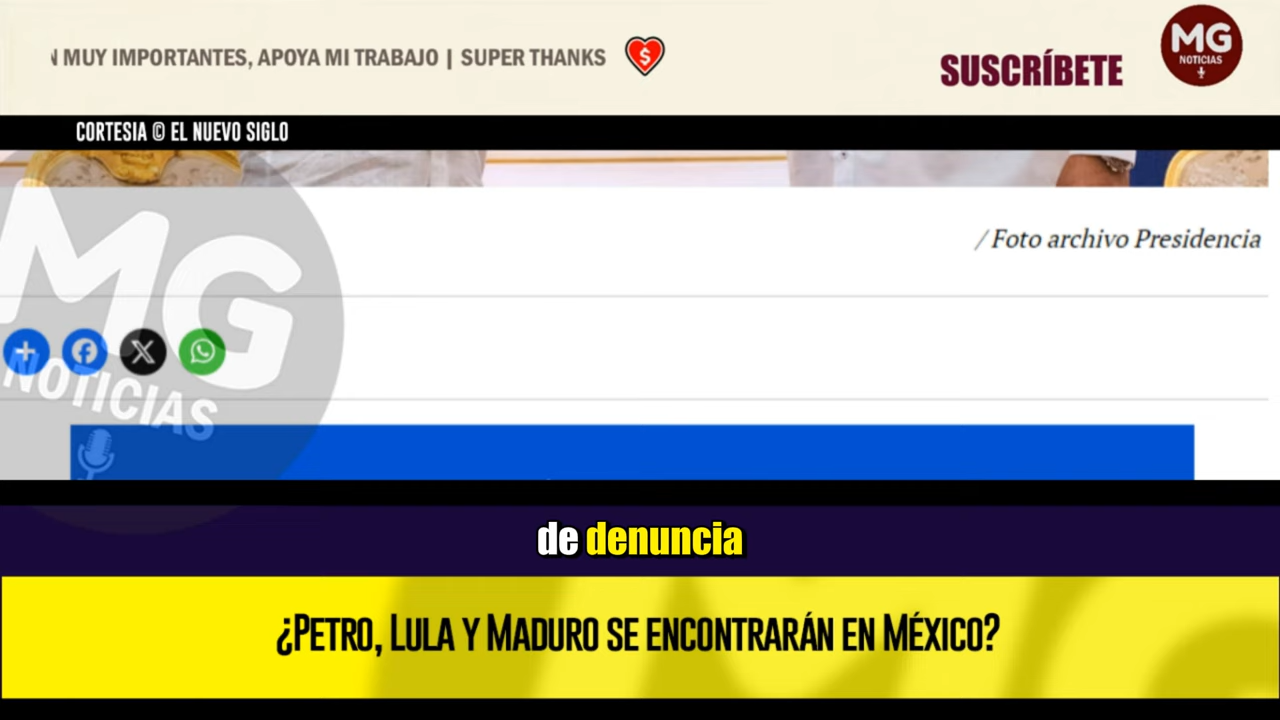 MUY IMPORTANTES, APOYA MI TRABAJO | SUPER THANKS
SUSCRÍBETE
MG
NOTICIAS
CORTESIA © EL NUEVO SIGLO
/ Foto archivo Presidencia
MG
NOTICIAS
de denuncia
¿PETRO, LULA Y MADURO SE ENCONTRARÁN EN MÉXICO?